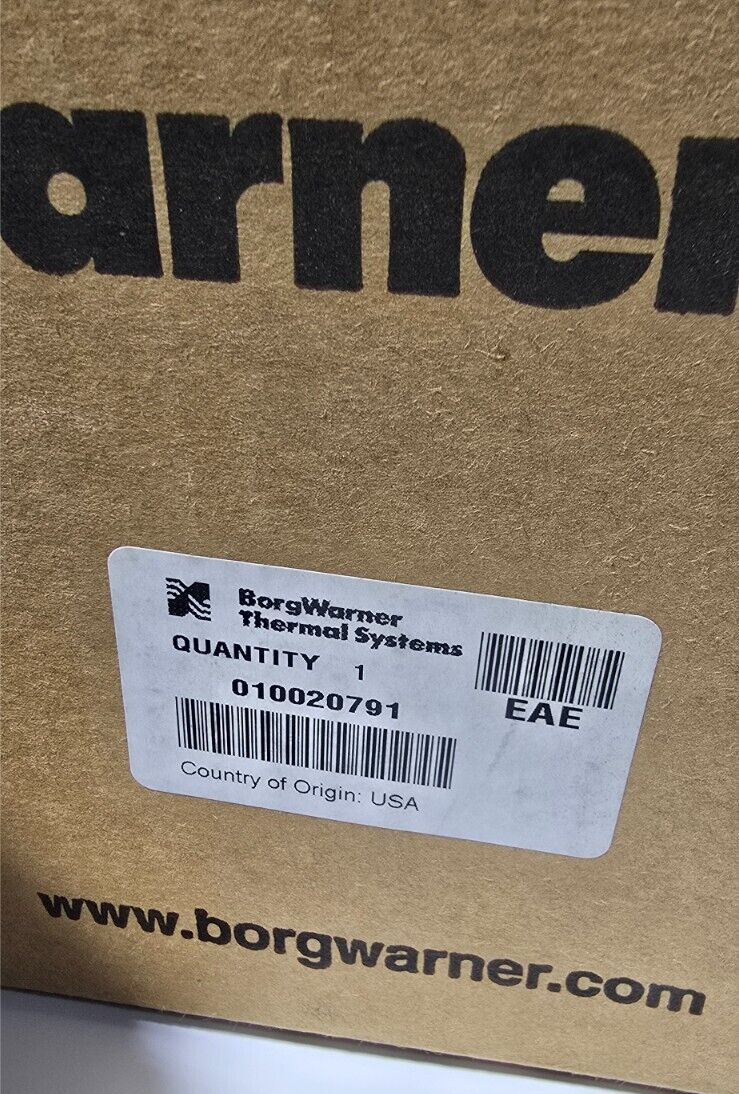 arner
BorgWarner
Thermal Systems
QUANTITY 1
010020791
EAE
Country of Origin: USA
www.borgwarner.com